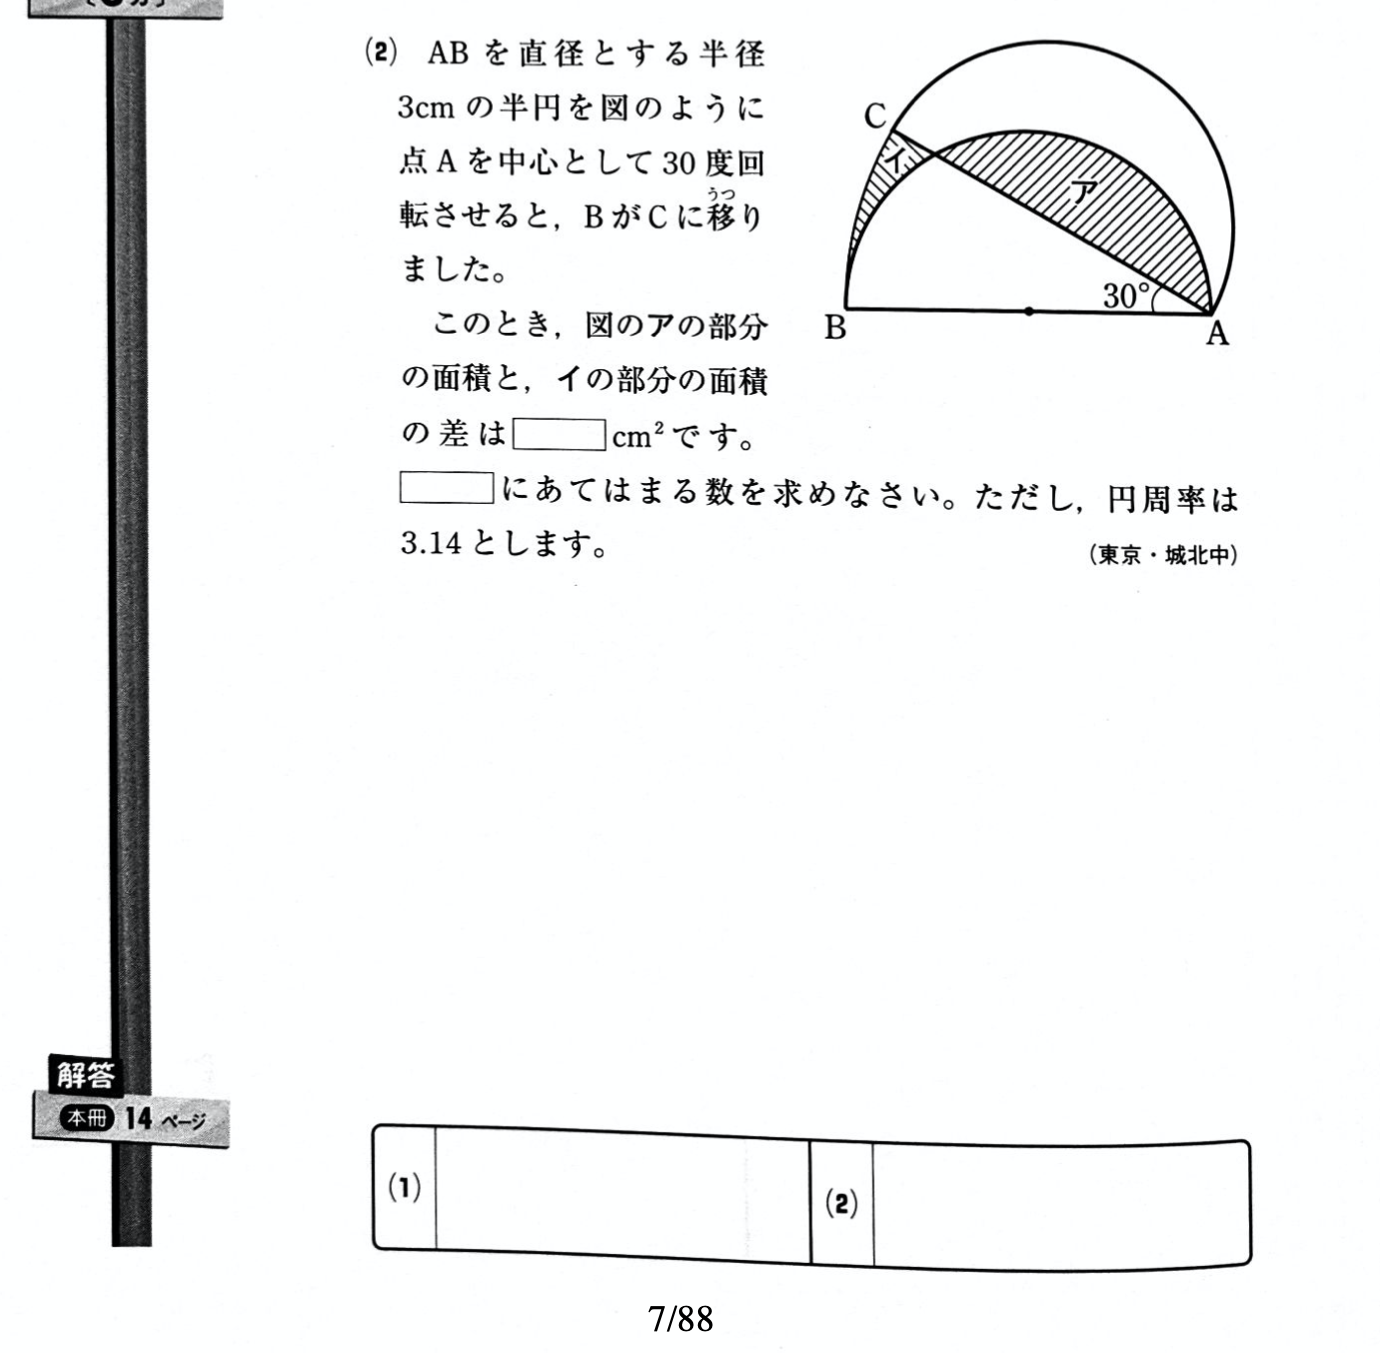 (2) ABを直径とする半径
3cmの半円を図のように
点Aを中心として30度回
転させると，BがCに移り
うつ
ました。
このとき，図のアの部分
の面積と，イの部分の面積
の差は cm²です。
にあてはまる数を求めなさい。ただし，円周率は
3.14とします。
（東京・城北中）
C
イ
ア
30°
B
A
解答
本冊 14 ページ
(1)
(2)
7/88